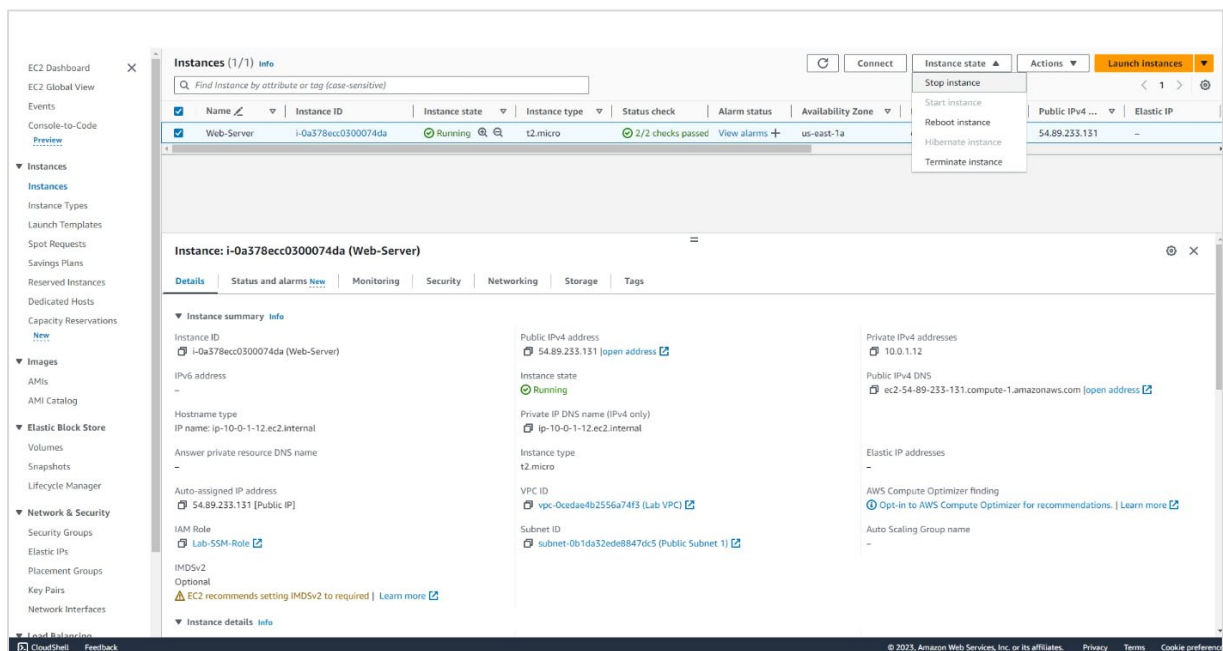 EC2 Dashboard
EC2 Global View
Events
Console-to-Code
Preview
Instances
Instances
Instance Types
Launch Templates
Spot Requests
Savings Plans
Reserved Instances
Dedicated Hosts
Capacity Reservations
New
Images
AMIs
AMI Catalog
Elastic Block Store
Volumes
Snapshots
Lifecycle Manager
Network & Security
Security Groups
Elastic IPs
Placement Groups
Key Pairs
Network Interfaces
Load Balancing
Instances (1/1) Info
Connect Instance state Actions Launch instances
Find Instance by attribute or tag (case-sensitive)
1
Stop instance
Start instance
Reboot instance
Hibernate instance
Terminate instance
Name Instance ID Instance state Instance type Status check Alarm status Availability Zone Public IPv4 ... Elastic IP
Web-Server i-0a378ecc0300074da Running t2.micro 2/2 checks passed View alarms + us-east-1a 54.89.233.131 –
Instance: i-0a378ecc0300074da (Web-Server)
Details Status and alarms New Monitoring Security Networking Storage Tags
Instance summary Info
Instance ID
i-0a378ecc0300074da (Web-Server)
Public IPv4 address
54.89.233.131 |open address
Private IPv4 addresses
10.0.1.12
IPv6 address
–
Instance state
Running
Public IPv4 DNS
ec2-54-89-233-131.compute-1.amazonaws.com |open address
Hostname type
IP name: ip-10-0-1-12.ec2.internal
Private IP DNS name (IPv4 only)
ip-10-0-1-12.ec2.internal
Answer private resource DNS name
–
Instance type
t2.micro
Elastic IP addresses
–
Auto-assigned IP address
54.89.233.131 [Public IP]
VPC ID
vpc-0cedae4b2556a74f3 (Lab VPC)
AWS Compute Optimizer finding
Opt-in to AWS Compute Optimizer for recommendations. | Learn more
IAM Role
Lab-SSM-Role
Subnet ID
subnet-0b1da32ede8847dc5 (Public Subnet 1)
Auto Scaling Group name
–
IMDSv2
Optional
EC2 recommends setting IMDSv2 to required | Learn more
Instance details Info
CloudShell Feedback © 2023, Amazon Web Services, Inc. or its affiliates. Privacy Terms Cookie preference